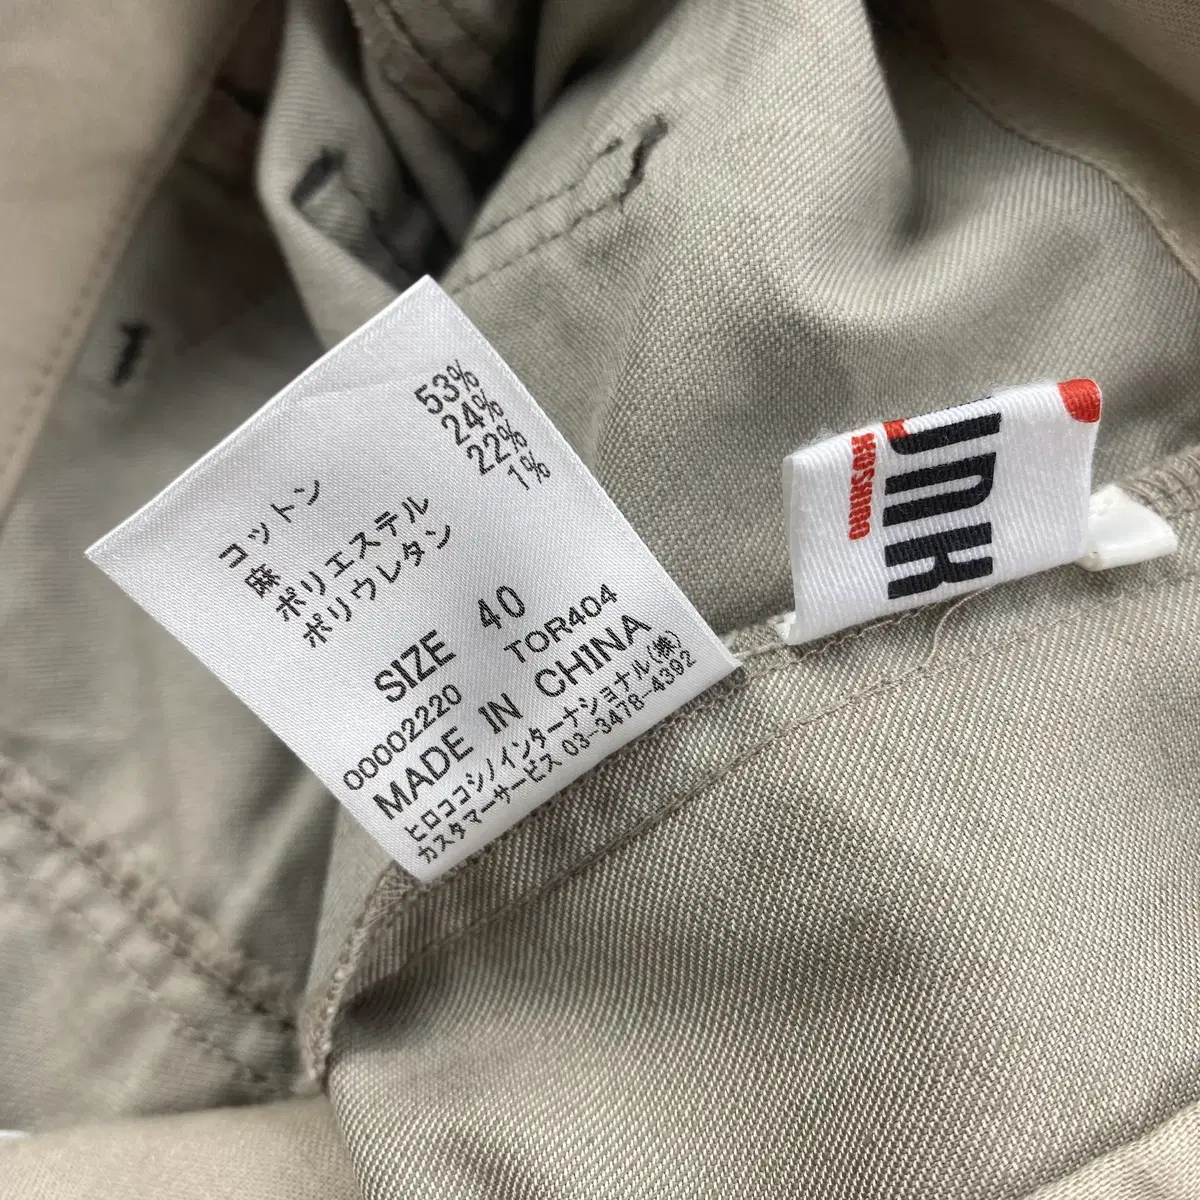 コットン 53%
麻 24%
ポリエステル 22%
ポリウレタン 1%
SIZE 40
00002220 TOR404
MADE IN CHINA
ヒロココシノインターナショナル(株)
カスタマーサービス 03-3478-4392